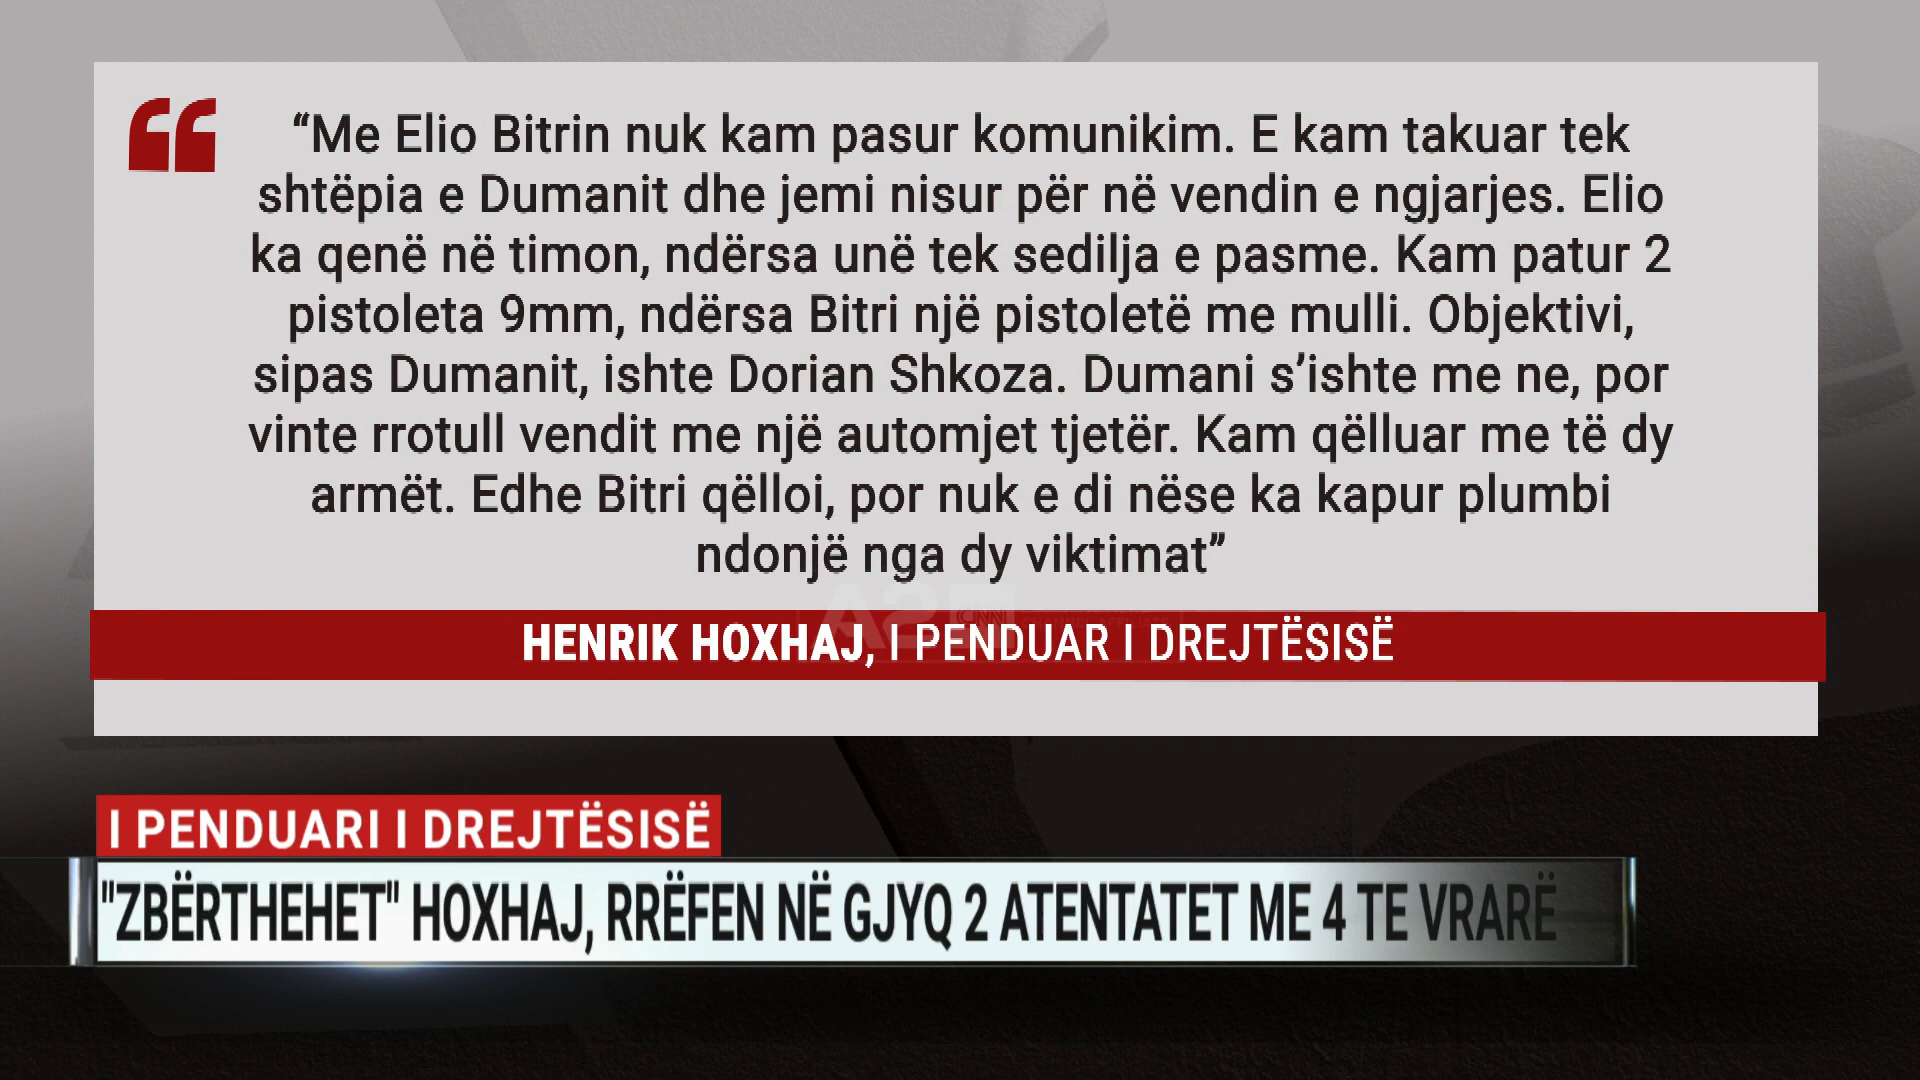 “Me Elio Bitrin nuk kam pasur komunikim. E kam takuar tek
shtëpia e Dumanit dhe jemi nisur për në vendin e ngjarjes. Elio
ka qenë në timon, ndërsa unë tek sedilja e pasme. Kam patur 2
pistoleta 9mm, ndërsa Bitri një pistoletë me mulli. Objektivi,
sipas Dumanit, ishte Dorian Shkoza. Dumani s’ishte me ne, por
vinte rrotull vendit me një automjet tjetër. Kam qëlluar me të dy
armët. Edhe Bitri qëlloi, por nuk e di nëse ka kapur plumbi
ndonjë nga dy viktimat”
A2 CNN
HENRIK HOXHAJ, I PENDUAR I DREJTËSISË
I PENDUARI I DREJTËSISË
"ZBËRTHEHET" HOXHAJ, RRËFEN NË GJYQ 2 ATENTATET ME 4 TE VRARË